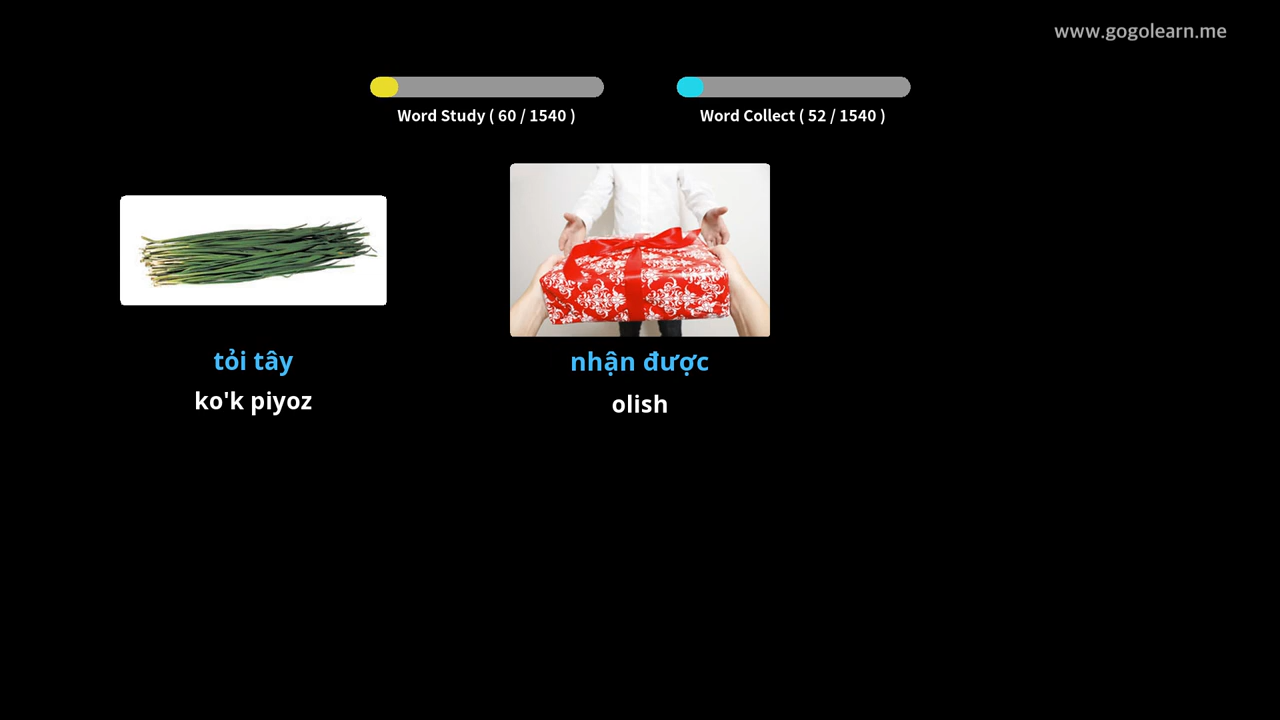 www.gogolearn.me
Word Study ( 60 / 1540 )
Word Collect ( 52 / 1540 )
tỏi tây
ko'k piyoz
nhận được
olish